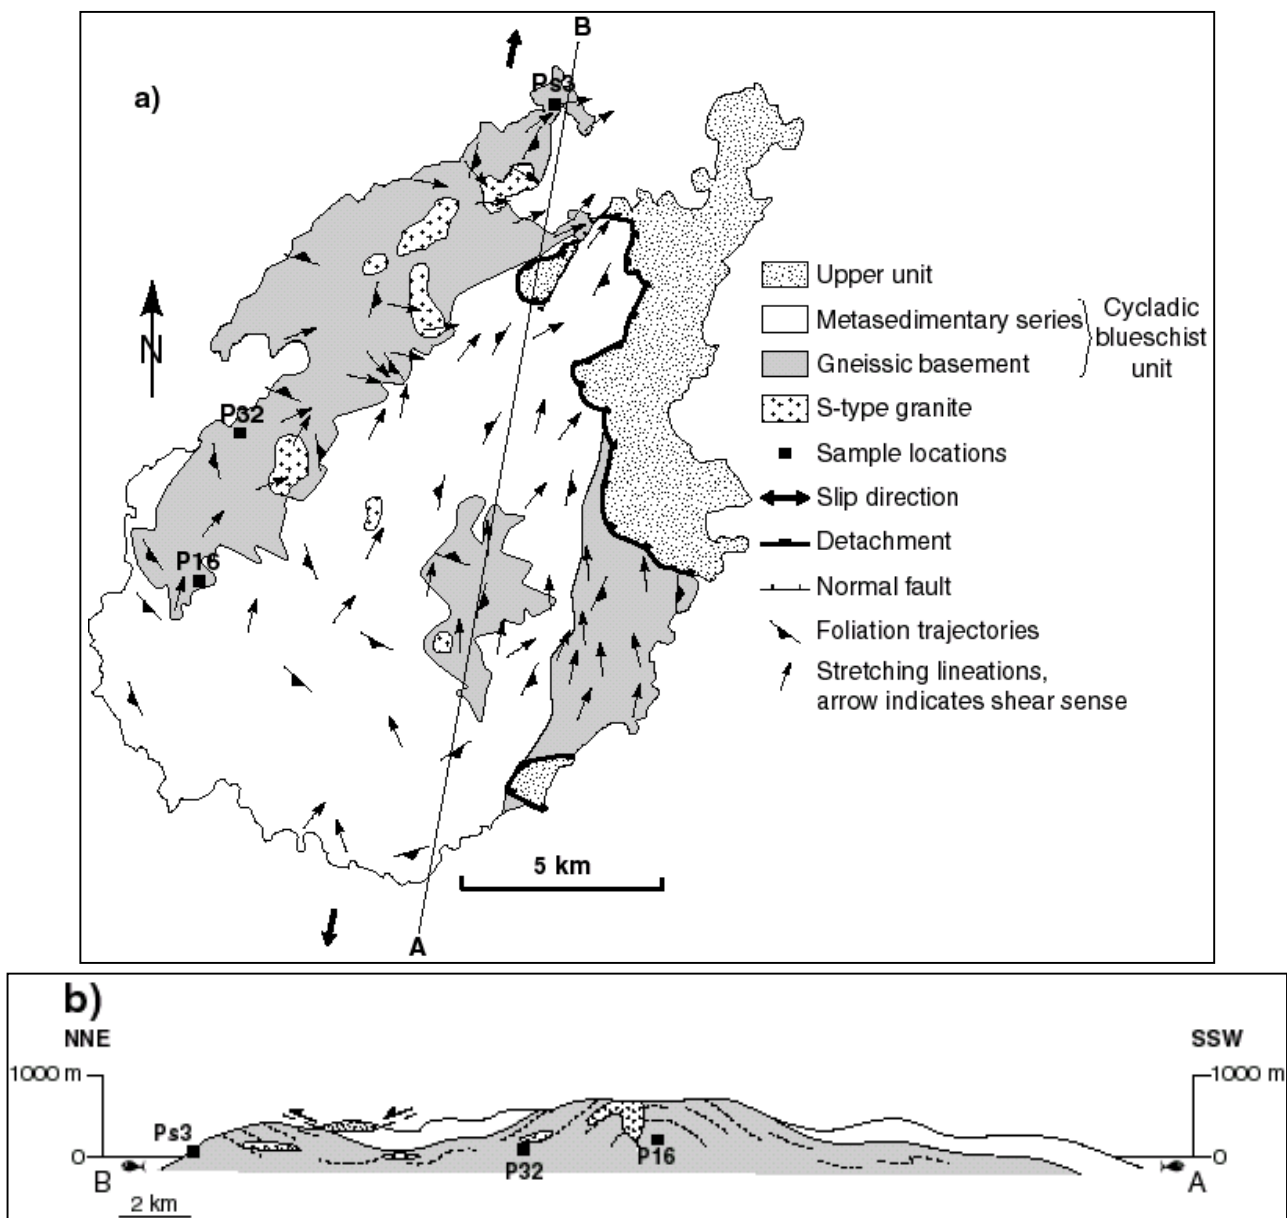 B
a)
Ps3
N
P32
P16
Upper unit
Metasedimentary series
Cycladic
blueschist
unit
Gneissic basement
S-type granite
Sample locations
Slip direction
Detachment
Normal fault
Foliation trajectories
Stretching lineations,
arrow indicates shear sense
5 km
A
b)
NNE
SSW
1000 m
1000 m
Ps3
0
0
P32
P16
B
A
2 km